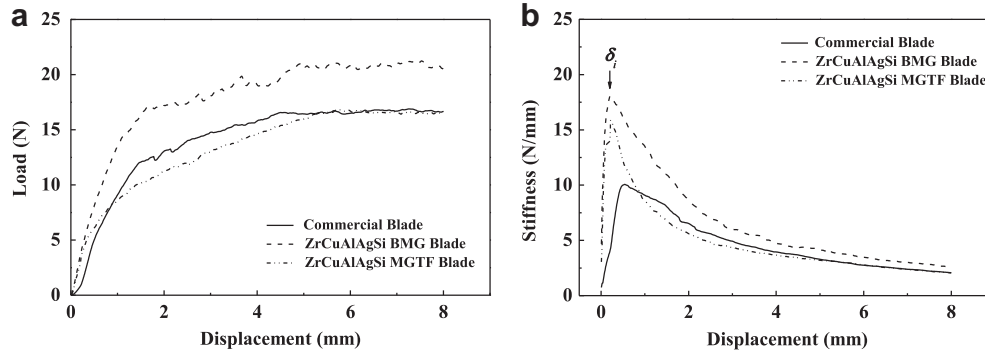 a
25
20
15
10
5
0
Load (N)
0
2
4
6
8
Displacement (mm)
Commercial Blade
ZrCuAlAgSi BMG Blade
ZrCuAlAgSi MGTF Blade
b
25
20
15
10
5
0
Stiffness (N/mm)
0
2
4
6
8
Displacement (mm)
δi
Commercial Blade
ZrCuAlAgSi BMG Blade
ZrCuAlAgSi MGTF Blade